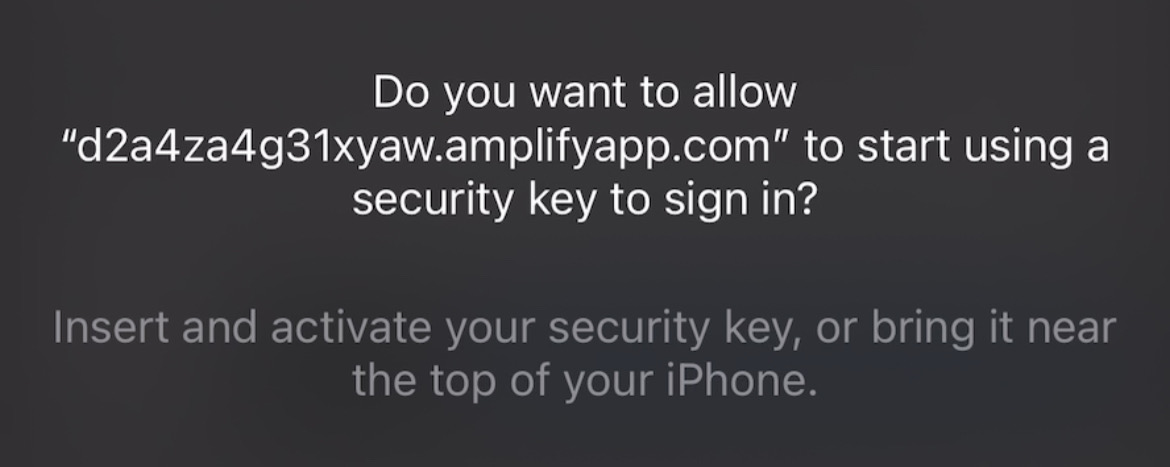 Do you want to allow
“d2a4za4g31xyaw.amplifyapp.com” to start using a
security key to sign in?
Insert and activate your security key, or bring it near
the top of your iPhone.